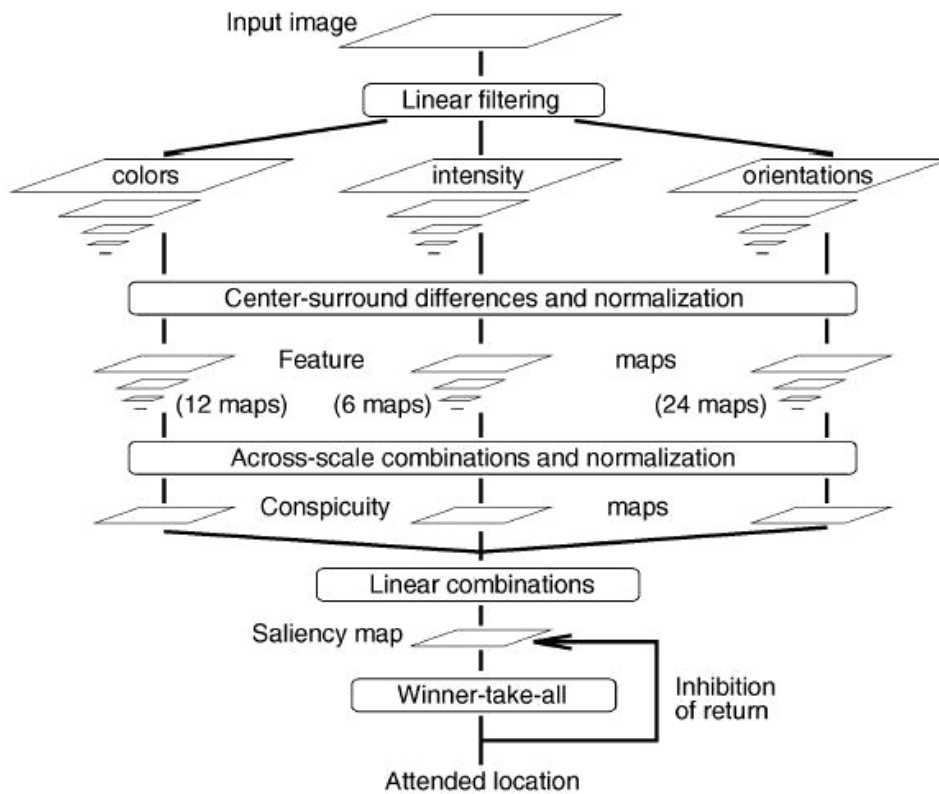 Input image
Linear filtering
colors
intensity
orientations
Center-surround differences and normalization
Feature maps
(12 maps)
(6 maps)
(24 maps)
Across-scale combinations and normalization
Conspicuity maps
Linear combinations
Saliency map
Winner-take-all
Inhibition
of return
Attended location